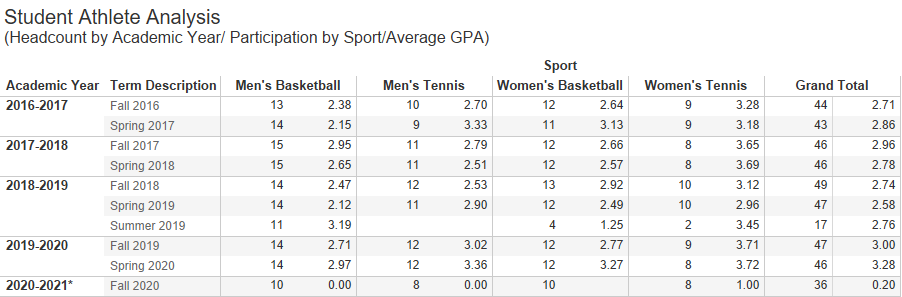 Student Athlete Analysis
(Headcount by Academic Year/ Participation by Sport/Average GPA)
Sport
Academic Year Term Description Men's Basketball Men's Tennis Women's Basketball Women's Tennis Grand Total
2016-2017 Fall 2016 13 2.38 10 2.70 12 2.64 9 3.28 44 2.71
Spring 2017 14 2.15 9 3.33 11 3.13 9 3.18 43 2.86
2017-2018 Fall 2017 15 2.95 11 2.79 12 2.66 8 3.65 46 2.96
Spring 2018 15 2.65 11 2.51 12 2.57 8 3.69 46 2.78
2018-2019 Fall 2018 14 2.47 12 2.53 13 2.92 10 3.12 49 2.74
Spring 2019 14 2.12 11 2.90 12 2.49 10 2.96 47 2.58
Summer 2019 11 3.19 4 1.25 2 3.45 17 2.76
2019-2020 Fall 2019 14 2.71 12 3.02 12 2.77 9 3.71 47 3.00
Spring 2020 14 2.97 12 3.36 12 3.27 8 3.72 46 3.28
2020-2021* Fall 2020 10 0.00 8 0.00 10 8 1.00 36 0.20